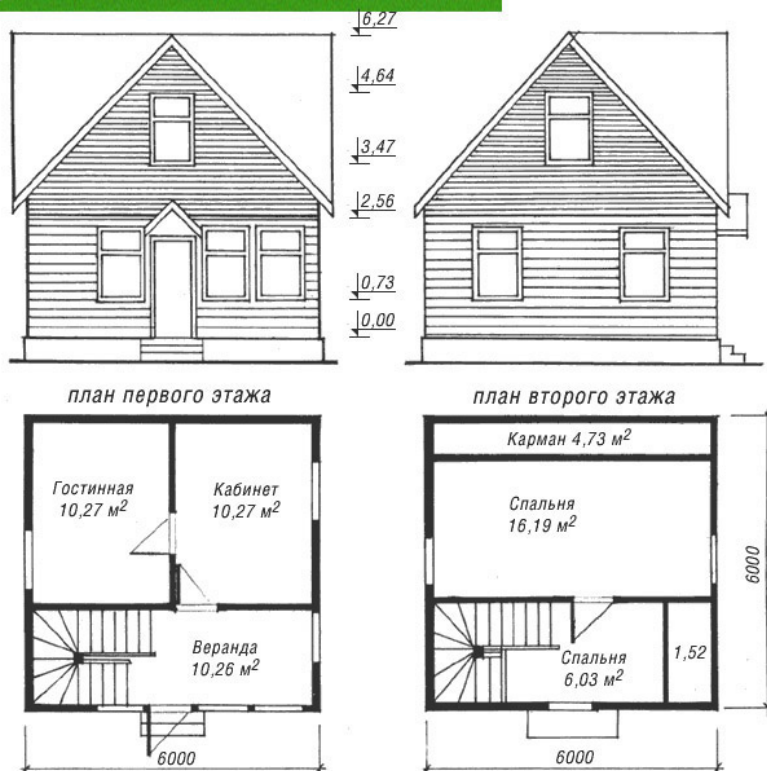 6,27
4,64
3,47
2,56
0,73
0,00
план первого этажа
план второго этажа
Гостинная
10,27 м²
Кабинет
10,27 м²
Веранда
10,26 м²
6000
Карман 4,73 м²
Спальня
16,19 м²
Спальня
6,03 м²
1,52
6000
6000